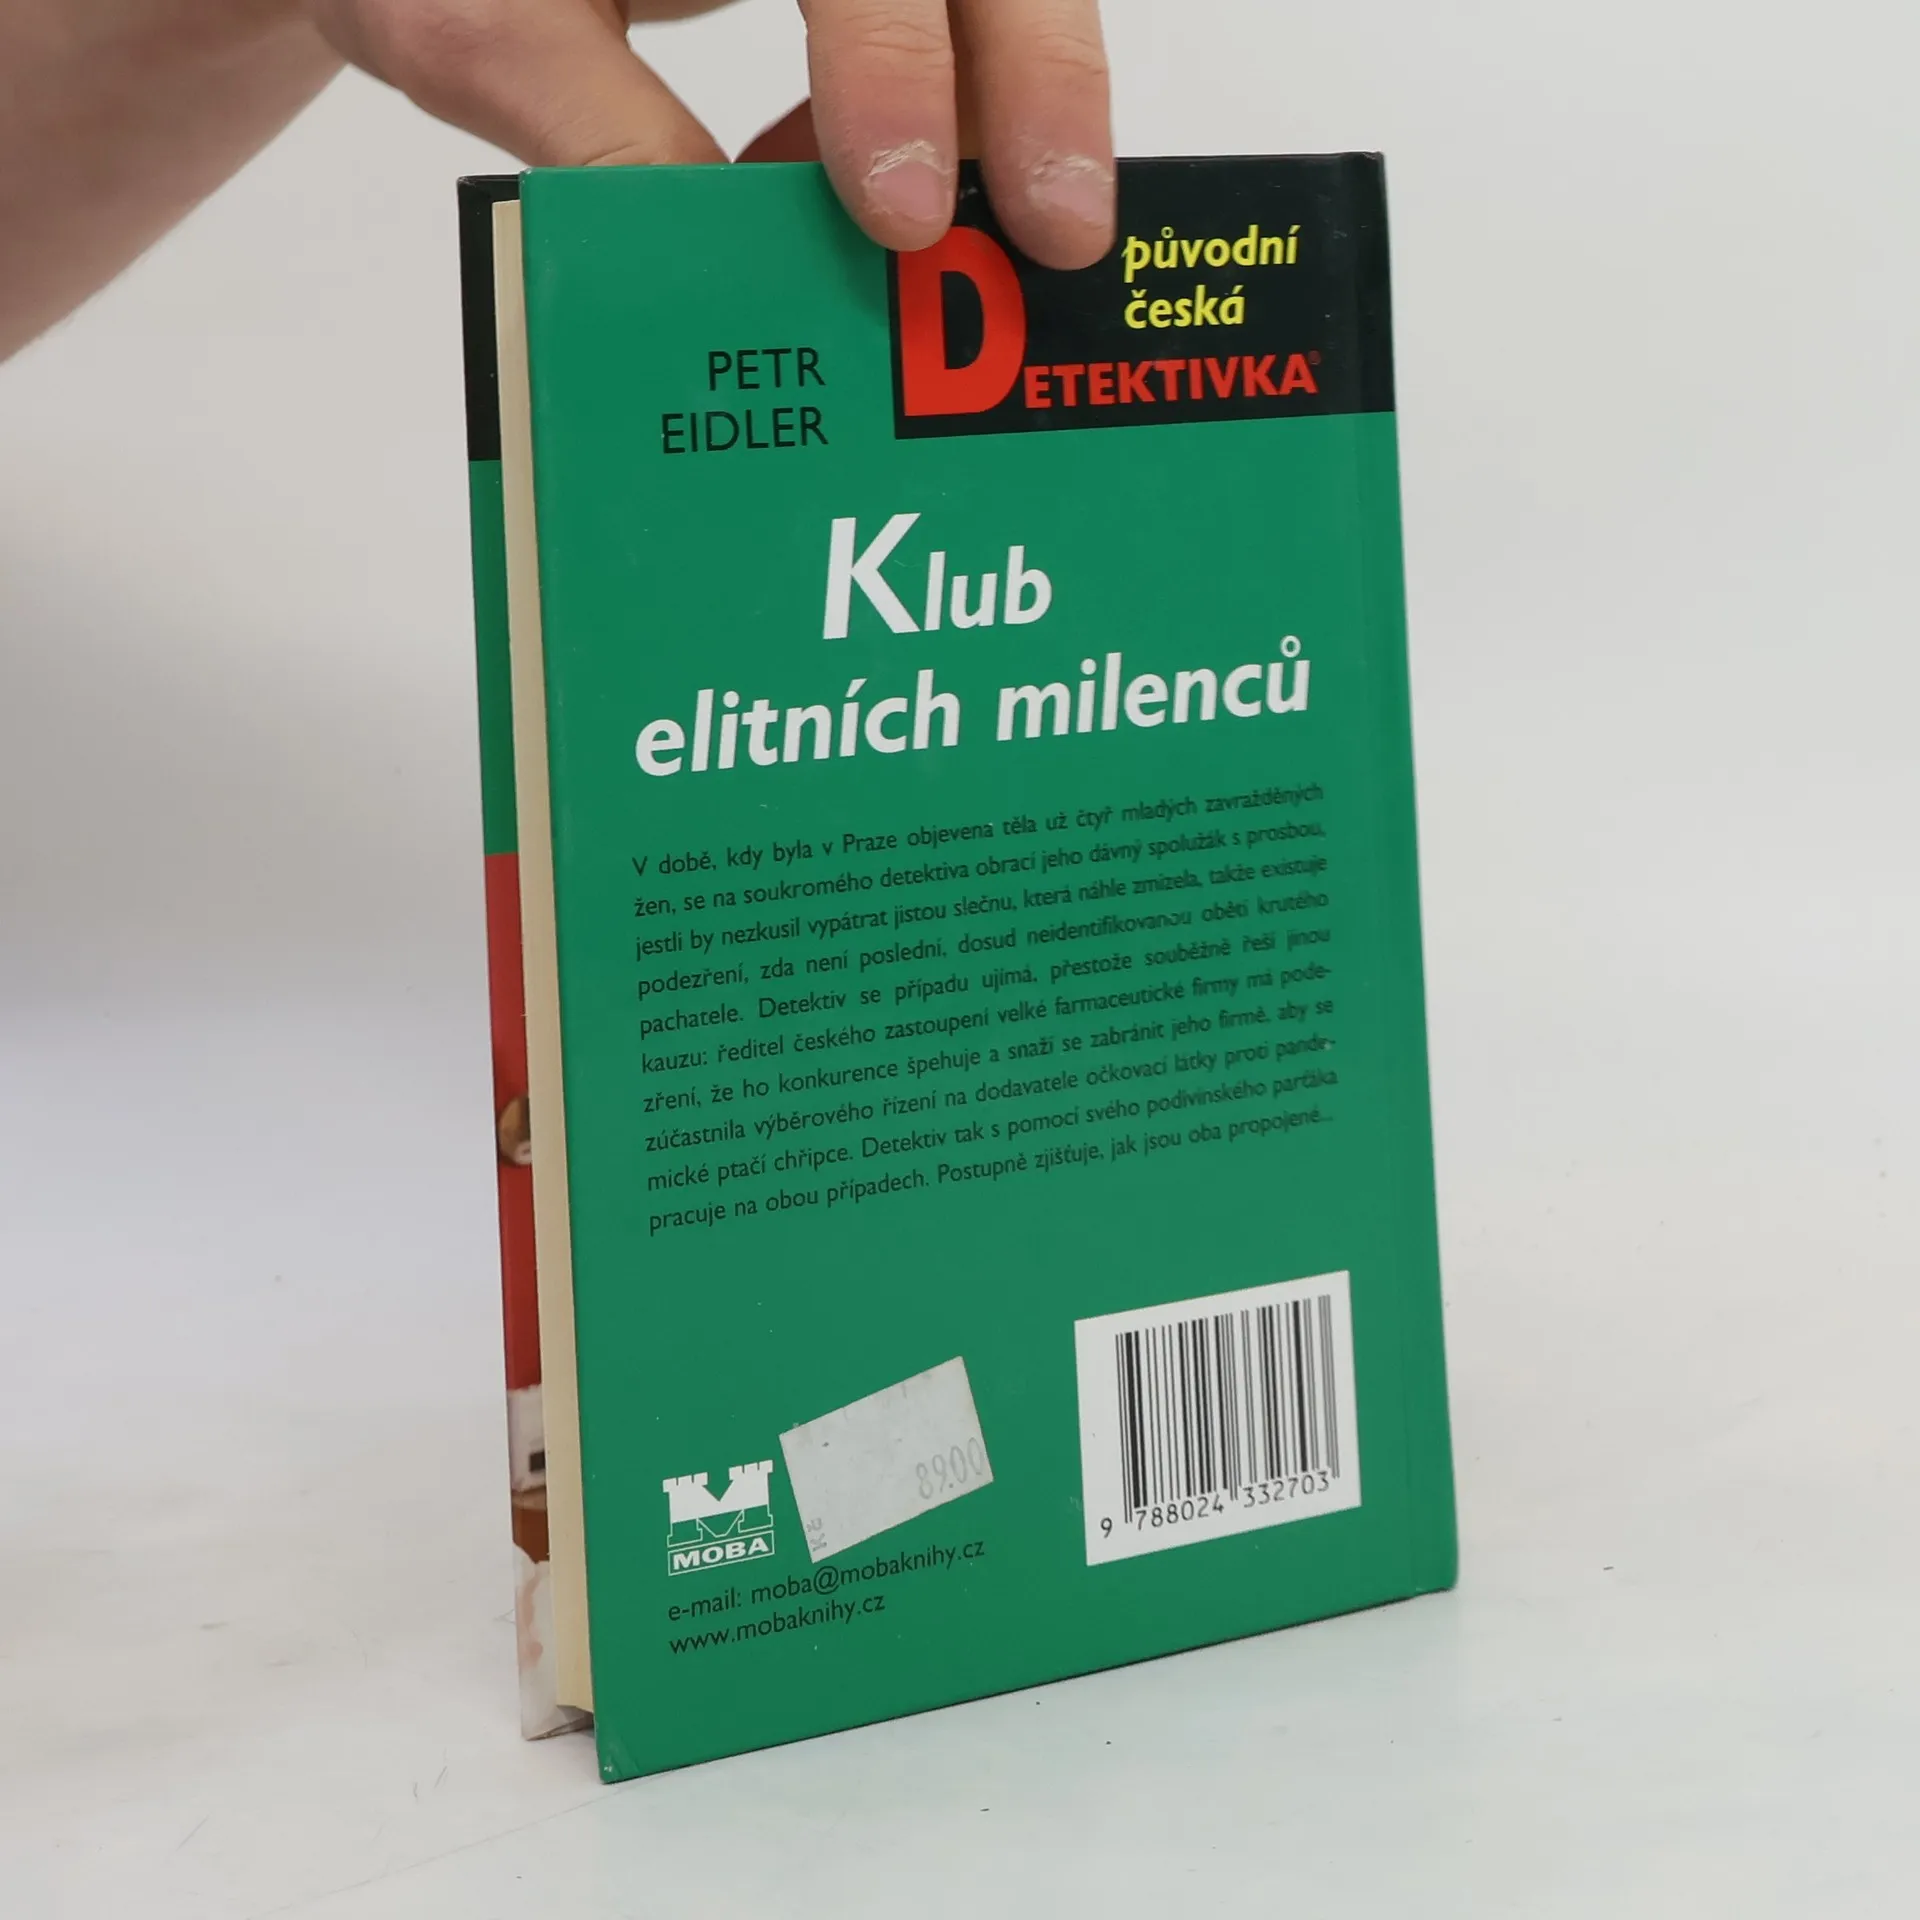 původní
česká
DETEKTIVKA®
PETR
EIDLER
Klub
elitních milenců
V době, kdy byla v Praze objevena těla už čtyř mladých zavražděných
žen, se na soukromého detektiva obrací jeho dávný spolužák s prosbou,
jestli by nezkusil vypátrat jistou slečnu, která náhle zmizela, takže existuje
podezření, zda není poslední, dosud neidentifikovanou obětí krutého
pachatele. Detektiv se případu ujímá, přestože souběžně řeší jinou
kauzu: ředitel českého zastoupení velké farmaceutické firmy má pode-
zření, že ho konkurence špehuje a snaží se zabránit jeho firmě, aby se
zúčastnila výběrového řízení na dodavatele očkovací látky proti pande-
mické ptačí chřipce. Detektiv tak s pomocí svého podivínského parťáka
pracuje na obou případech. Postupně zjišťuje, jak jsou oba propojené...
89.00
MOBA
e-mail: moba@mobaknihy.cz
www.mobaknihy.cz
9 788024 332703